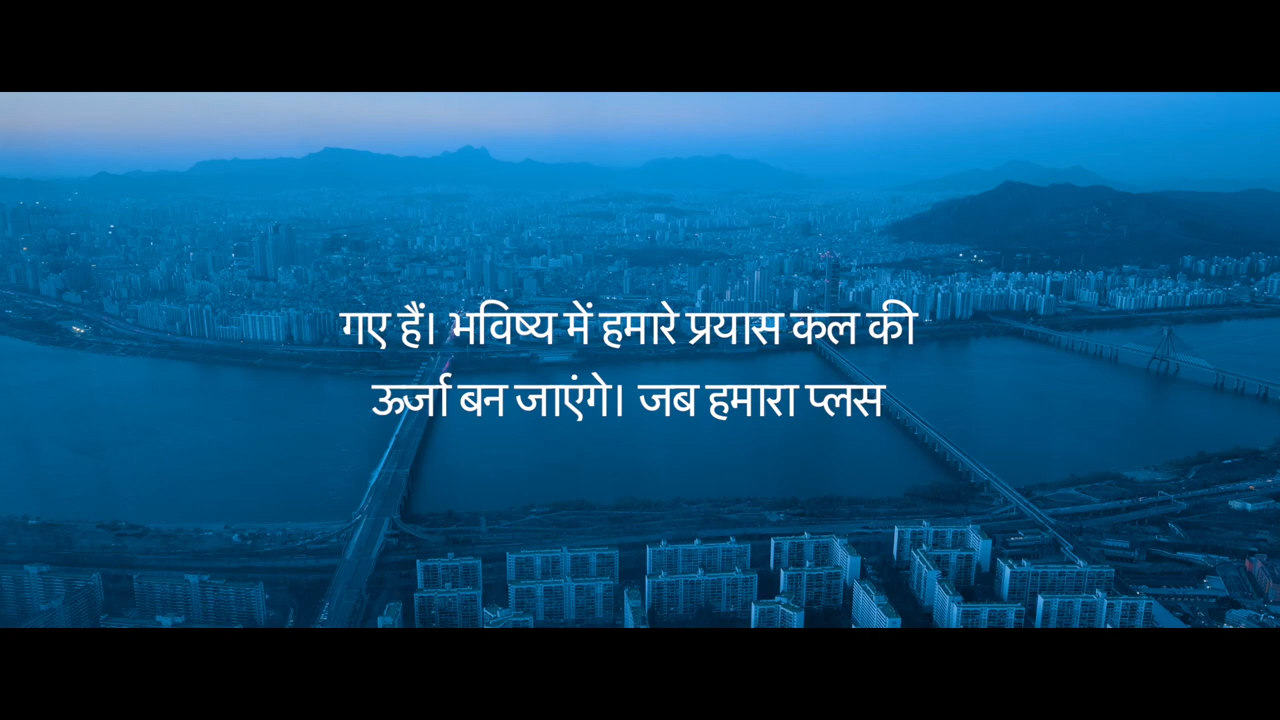 गए हैं। भविष्य में हमारे प्रयास कल की
ऊर्जा बन जाएंगे। जब हमारा प्लस